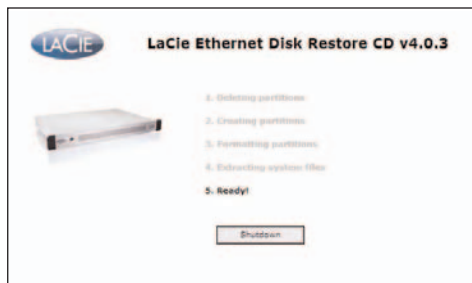 LACIE
LaCie Ethernet Disk Restore CD v4.0.3
1. Deleting partitions
2. Creating partitions
3. Formatting partitions
4. Extracting system files
5. Ready!
Shutdown